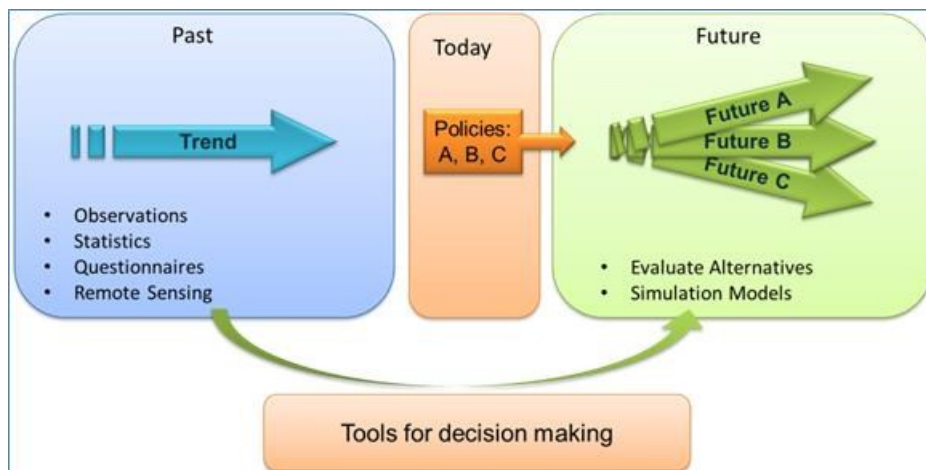 Past
Trend
• Observations
• Statistics
• Questionnaires
• Remote Sensing
Today
Policies:
A, B, C
Future
Future A
Future B
Future C
• Evaluate Alternatives
• Simulation Models
Tools for decision making